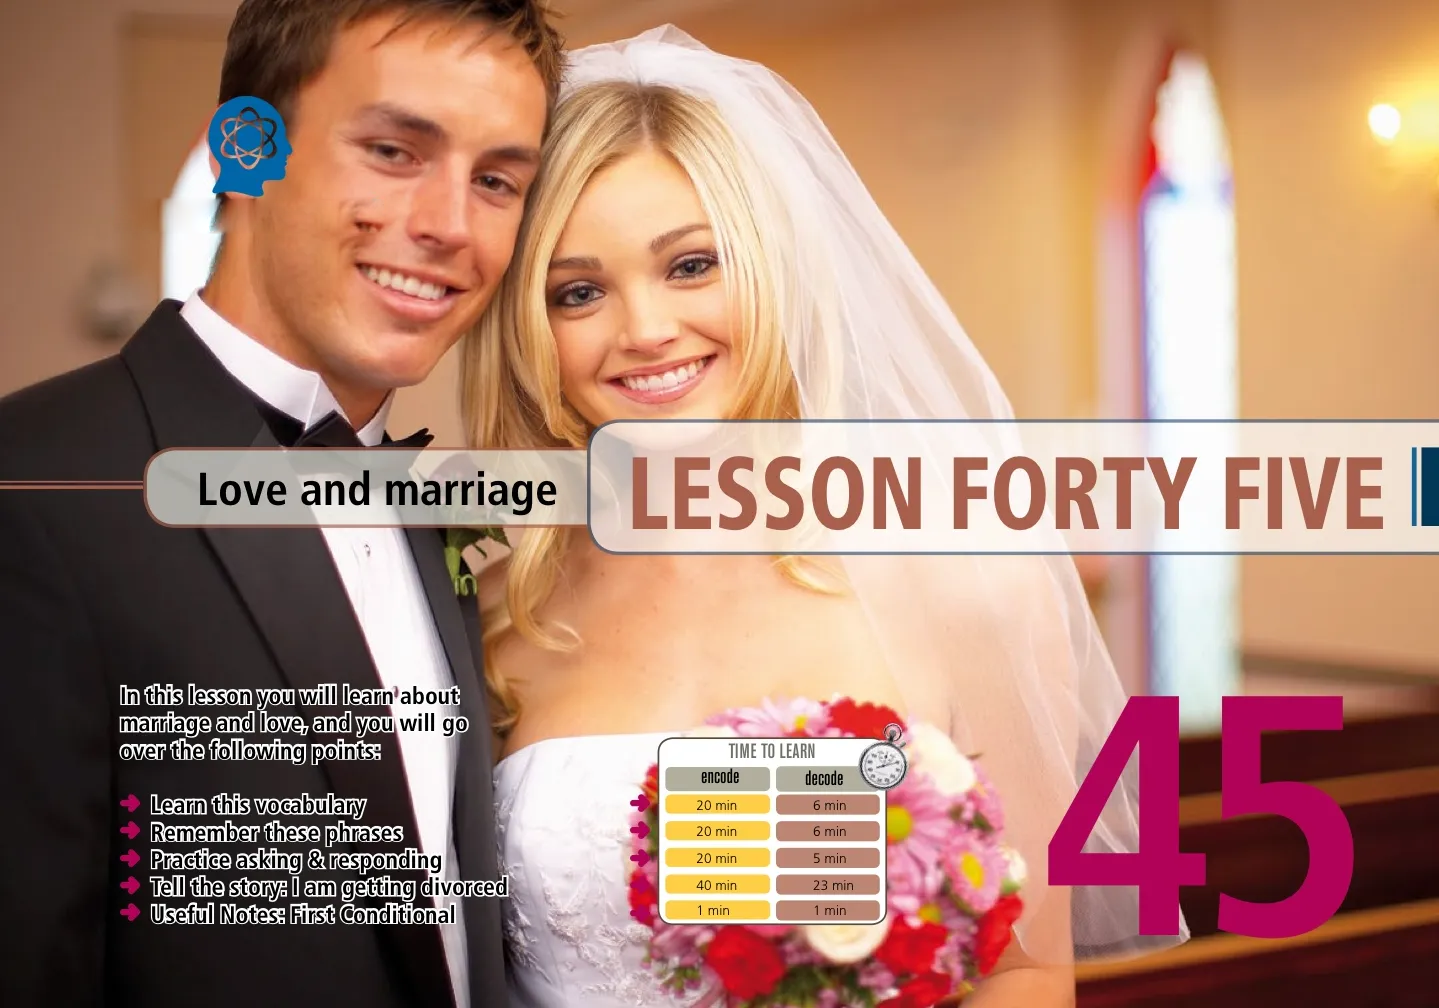 Love and marriage
LESSON FORTY FIVE
In this lesson you will learn about
marriage and love, and you will go
over the following points:
Learn this vocabulary
Remember these phrases
Practice asking & responding
Tell the story: I am getting divorced
Useful Notes: First Conditional
TIME TO LEARN
encode decode
20 min 6 min
20 min 6 min
20 min 5 min
40 min 23 min
1 min 1 min
45